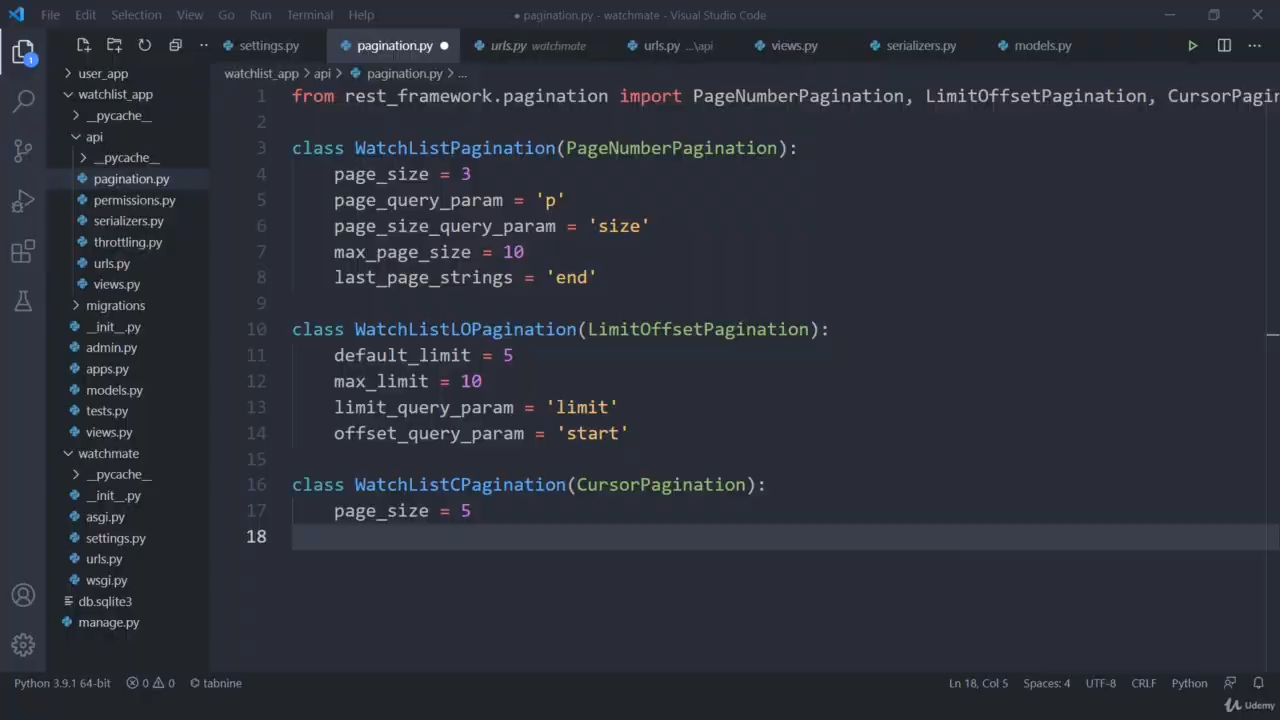 File Edit Selection View Go Run Terminal Help
● pagination.py - watchmate - Visual Studio Code
settings.py pagination.py urls.py watchmate urls.py ...\api views.py serializers.py models.py
1
user_app
watchlist_app
__pycache__
api
__pycache__
pagination.py
permissions.py
serializers.py
throttling.py
urls.py
views.py
migrations
__init__.py
admin.py
apps.py
models.py
tests.py
views.py
watchmate
__pycache__
__init__.py
asgi.py
settings.py
urls.py
wsgi.py
db.sqlite3
manage.py
watchlist_app > api > pagination.py > ...
1 from rest_framework.pagination import PageNumberPagination, LimitOffsetPagination, CursorPagin
2
3 class WatchListPagination(PageNumberPagination):
4 page_size = 3
5 page_query_param = 'p'
6 page_size_query_param = 'size'
7 max_page_size = 10
8 last_page_strings = 'end'
9
10 class WatchListLOPagination(LimitOffsetPagination):
11 default_limit = 5
12 max_limit = 10
13 limit_query_param = 'limit'
14 offset_query_param = 'start'
15
16 class WatchListCPagination(CursorPagination):
17 page_size = 5
18
Python 3.9.1 64-bit 0 0 tabnine Ln 18, Col 5 Spaces: 4 UTF-8 CRLF Python
Udemy